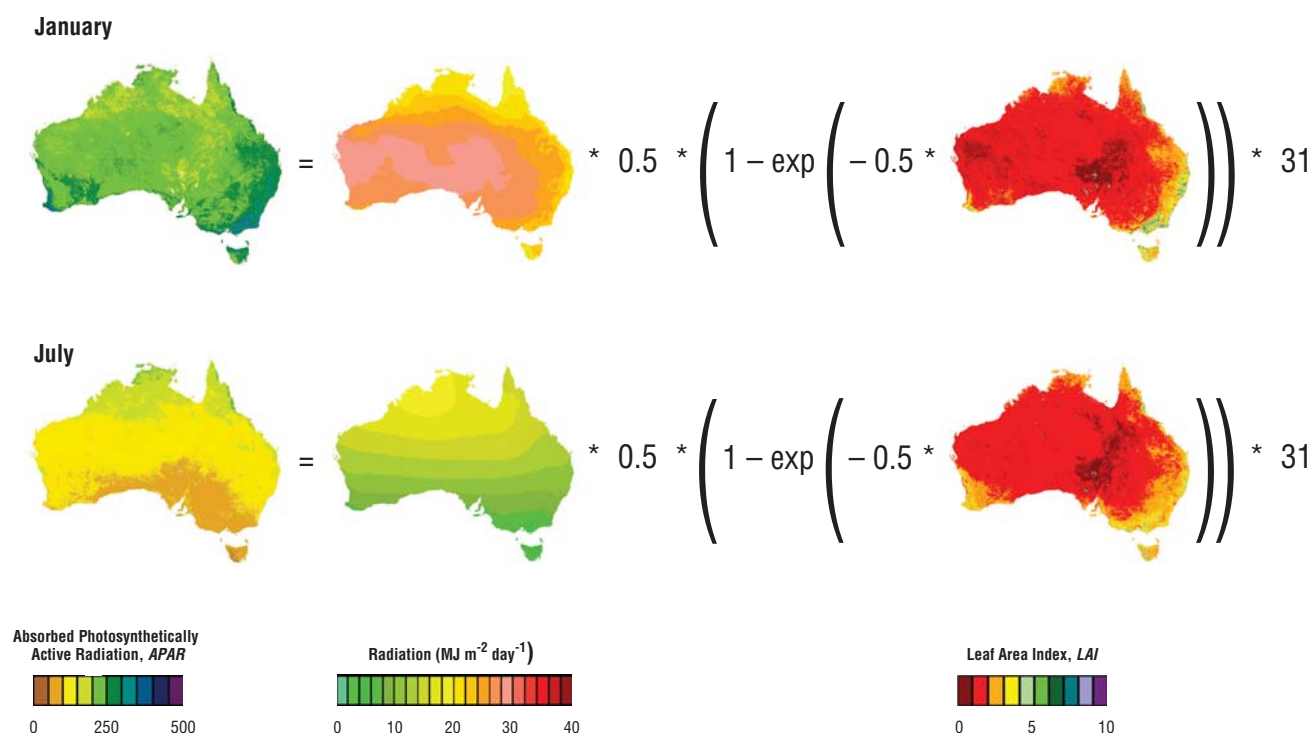 January
= * 0.5 * ( 1 – exp ( – 0.5 * ) ) * 31
July
= * 0.5 * ( 1 – exp ( – 0.5 * ) ) * 31
Absorbed Photosynthetically
Active Radiation, APAR
0 250 500
Radiation (MJ m-2 day-1)
0 10 20 30 40
Leaf Area Index, LAI
0 5 10